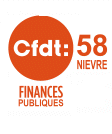 Cfdt: 58
NIEVRE
FINANCES
PUBLIQUES